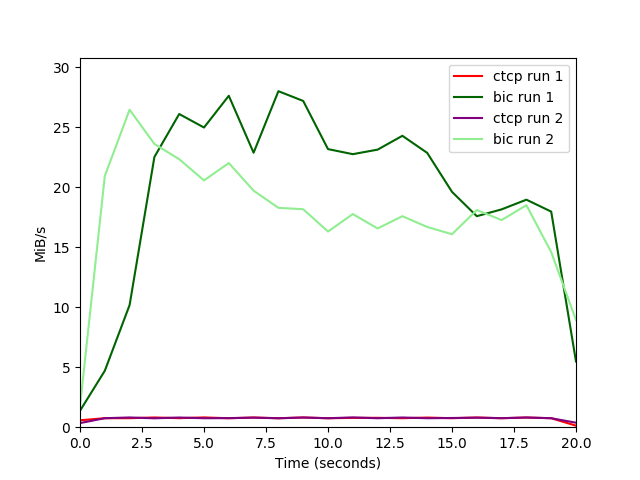 30
25
20
15
10
5
0
MiB/s
0.0 2.5 5.0 7.5 10.0 12.5 15.0 17.5 20.0
Time (seconds)
ctcp run 1
bic run 1
ctcp run 2
bic run 2